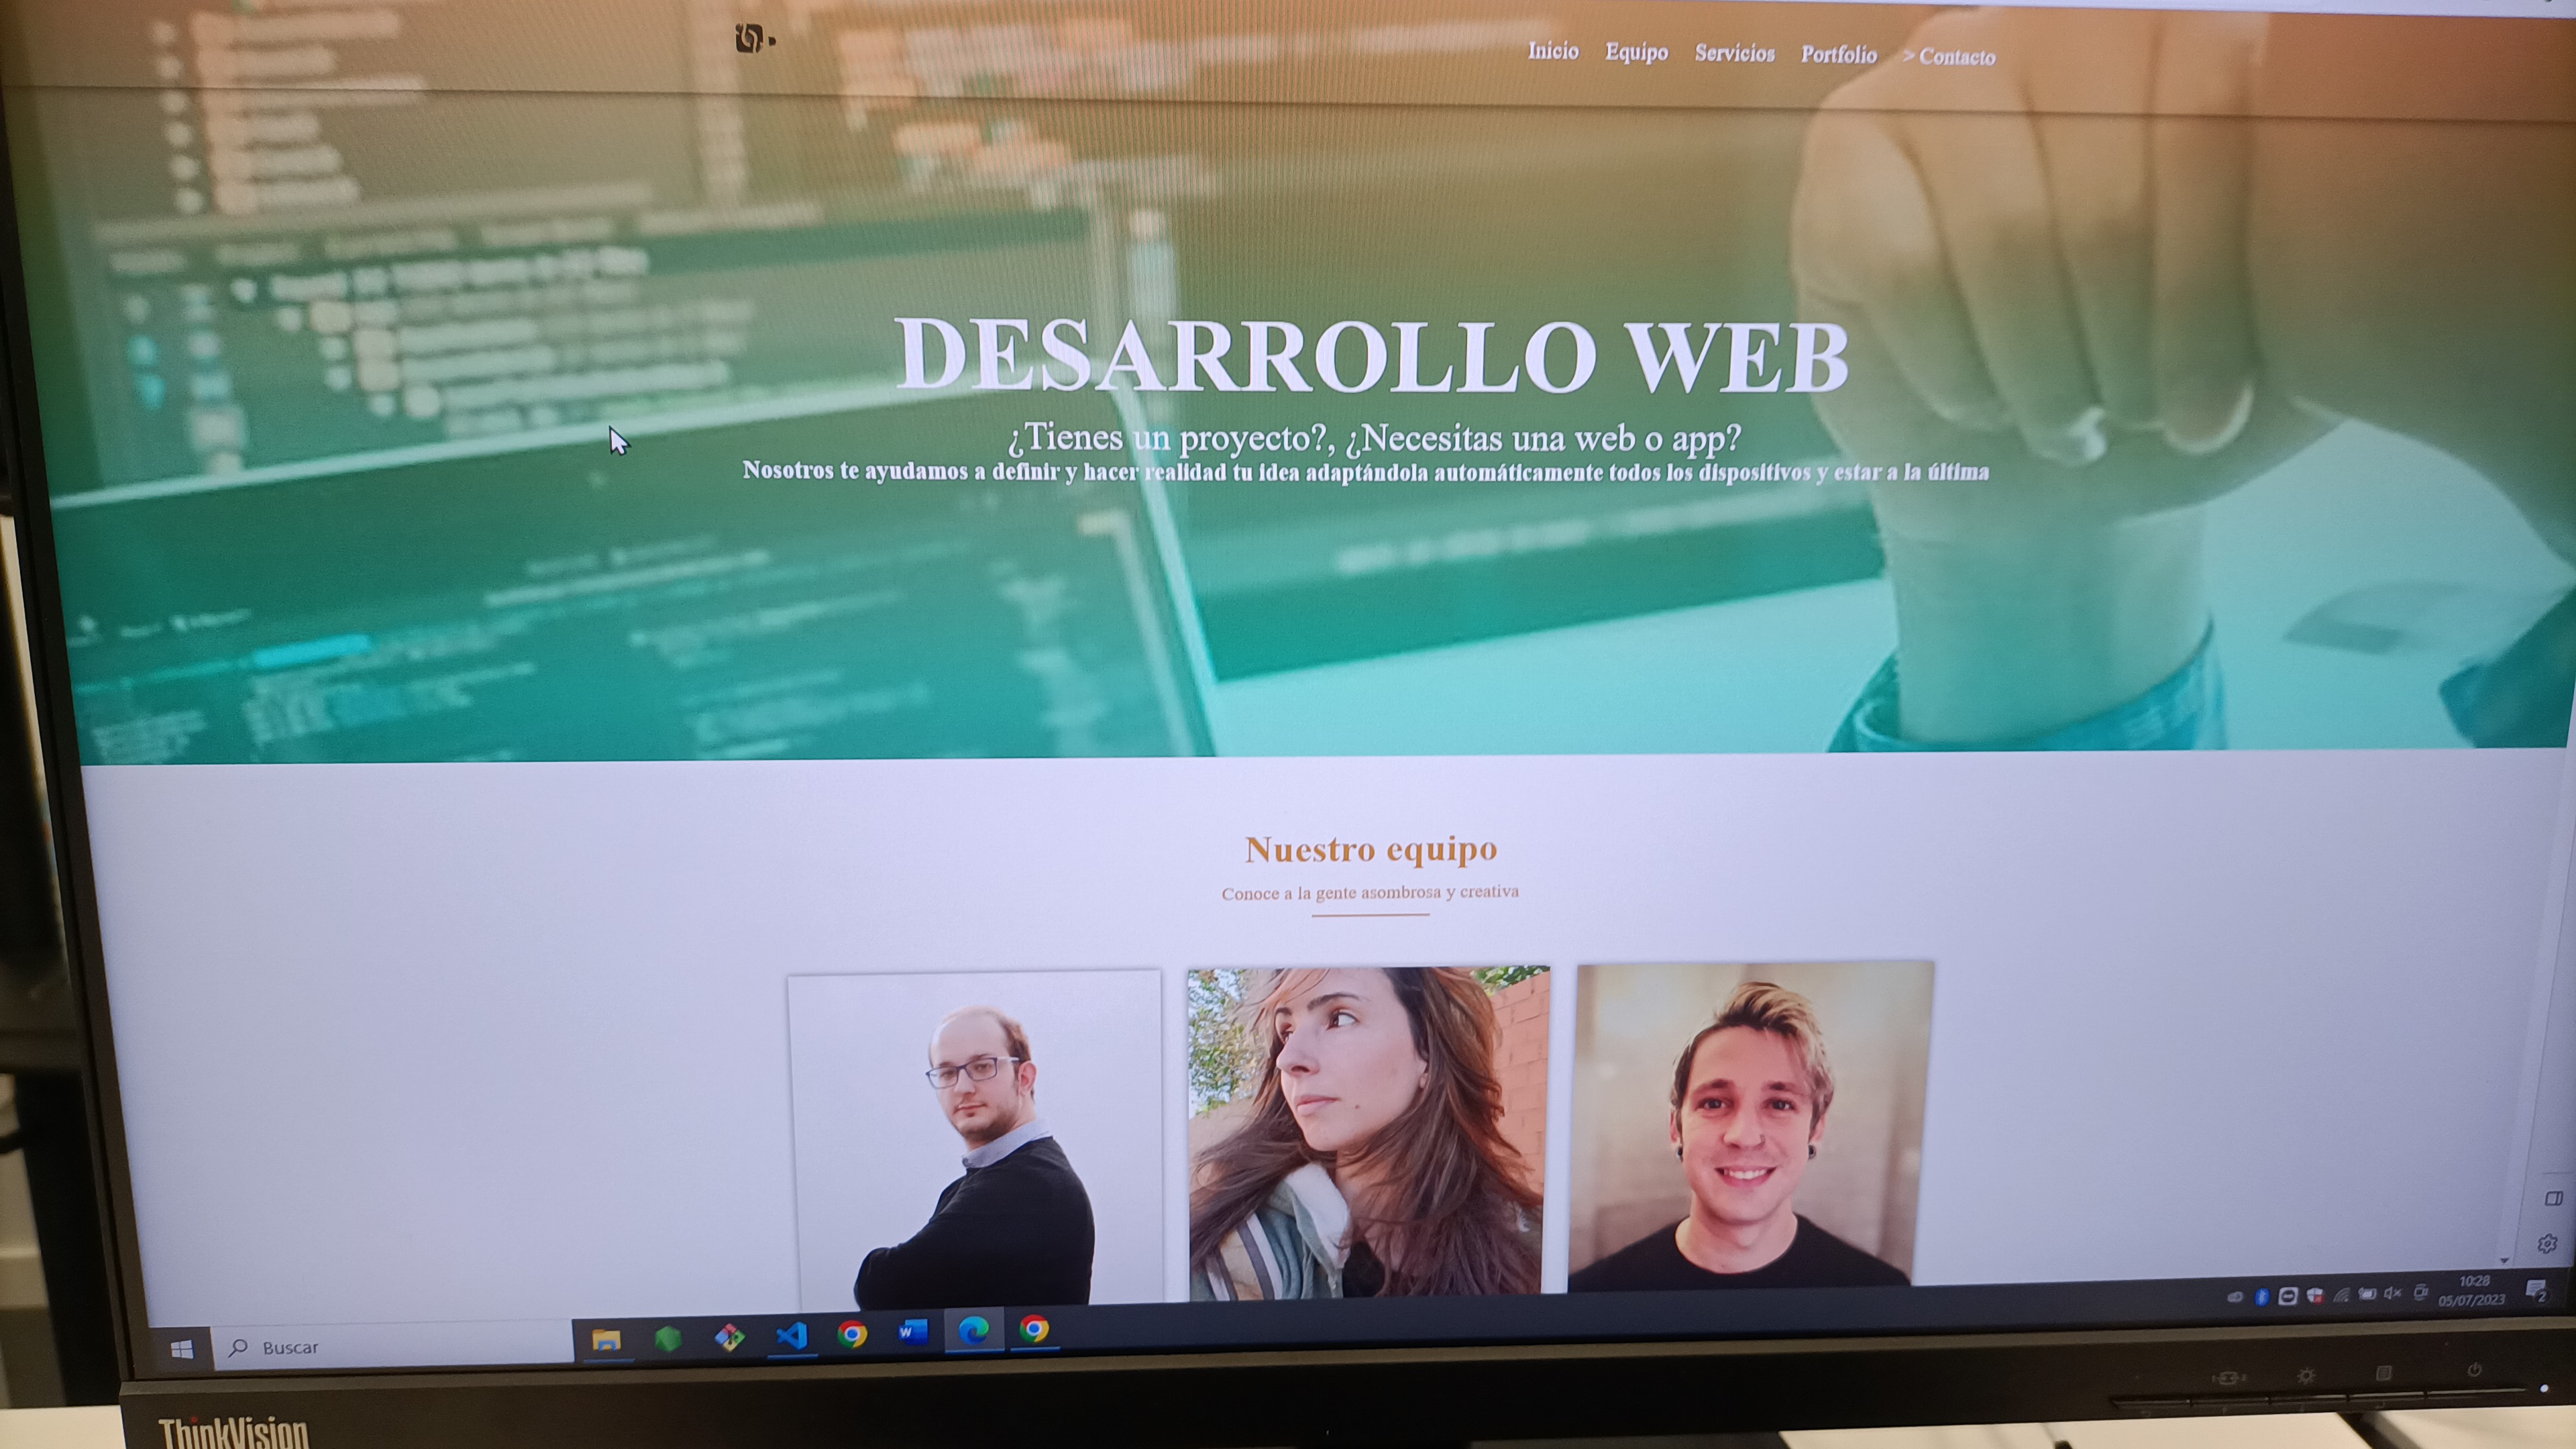 Inicio Equipo Servicios Portfolio > Contacto
DESARROLLO WEB
¿Tienes un proyecto?, ¿Necesitas una web o app?
Nosotros te ayudamos a definir y hacer realidad tu idea adaptándola automáticamente todos los dispositivos y estar a la última
Nuestro equipo
Conoce a la gente asombrosa y creativa
Buscar
10:28
05/07/2023
2
ThinkVision